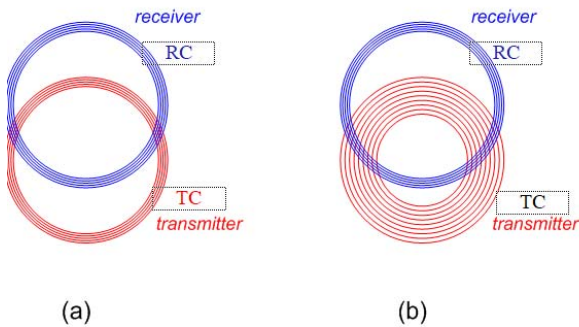 receiver
RC
TC
transmitter
(a)
receiver
RC
TC
transmitter
(b)